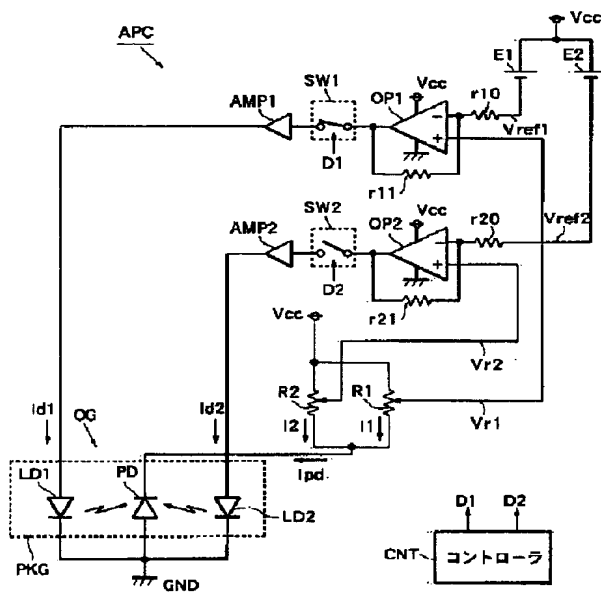 APC
Vcc
E1
E2
SW1
OP1
Vcc
r10
AMP1
Vref1
D1
r11
Vref2
SW2
OP2
Vcc
r20
AMP2
D2
r21
Vcc
Vr2
R2
R1
Id1
OG
Id2
I2
I1
Vr1
Ipd
LD1
PD
LD2
D1
D2
PKG
GND
CNT
コントローラ